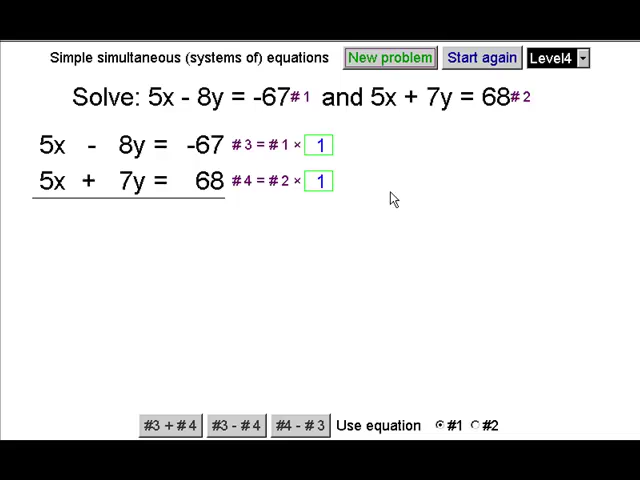 Simple simultaneous (systems of) equations New problem Start again Level4
Solve: 5x - 8y = -67 #1 and 5x + 7y = 68 #2
5x - 8y = -67 #3 = #1 × 1
5x + 7y = 68 #4 = #2 × 1
#3 + #4 #3 - #4 #4 - #3 Use equation #1 #2